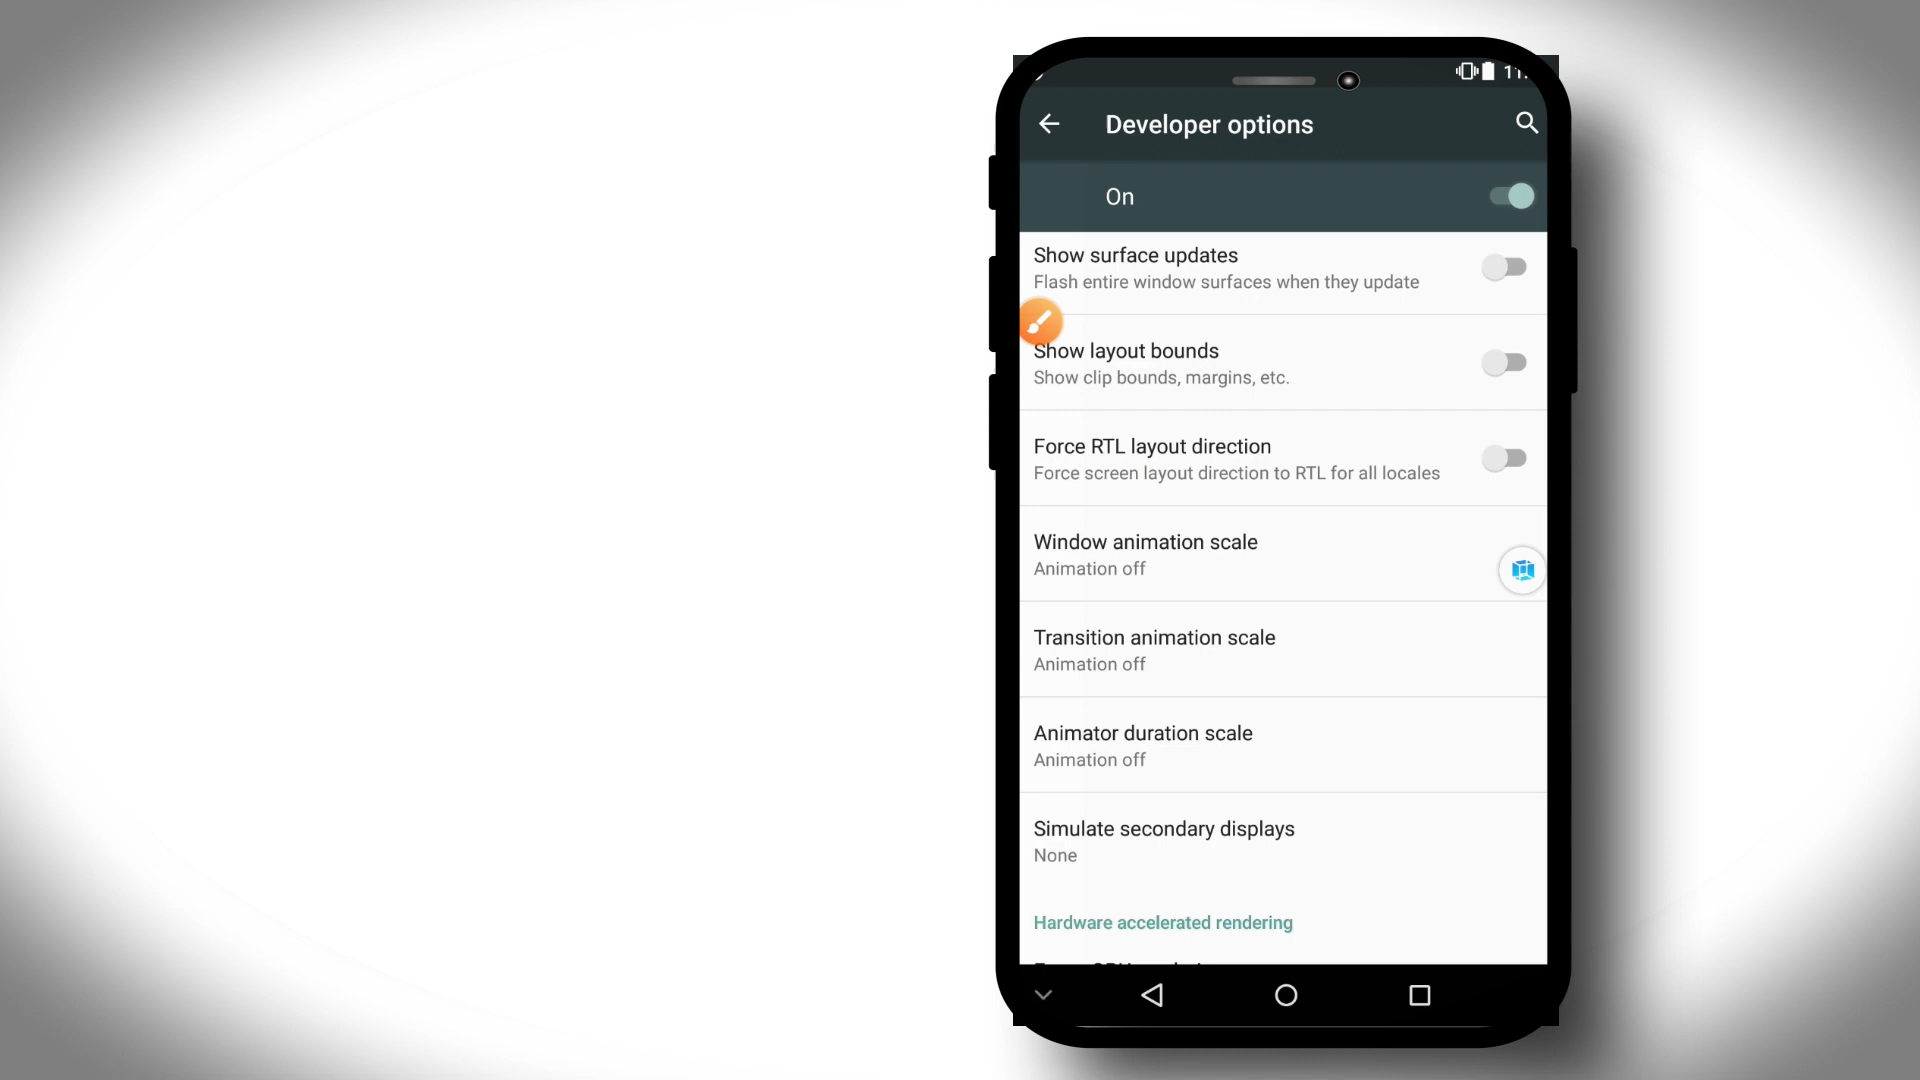 Developer options
On
Show surface updates
Flash entire window surfaces when they update
Show layout bounds
Show clip bounds, margins, etc.
Force RTL layout direction
Force screen layout direction to RTL for all locales
Window animation scale
Animation off
Transition animation scale
Animation off
Animator duration scale
Animation off
Simulate secondary displays
None
Hardware accelerated rendering